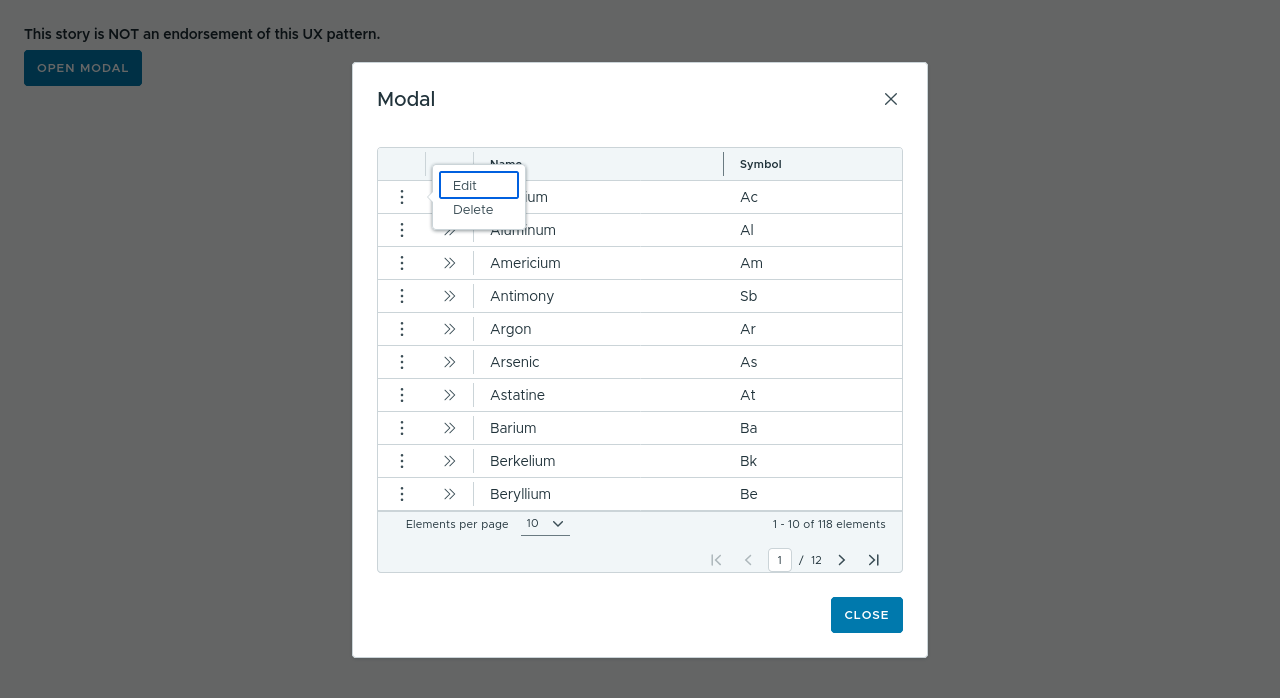 This story is NOT an endorsement of this UX pattern.
OPEN MODAL
Modal
Name Symbol
Edit
Delete
Ac
Aluminum Al
Americium Am
Antimony Sb
Argon Ar
Arsenic As
Astatine At
Barium Ba
Berkelium Bk
Beryllium Be
Elements per page 10 1 - 10 of 118 elements
1 / 12
CLOSE